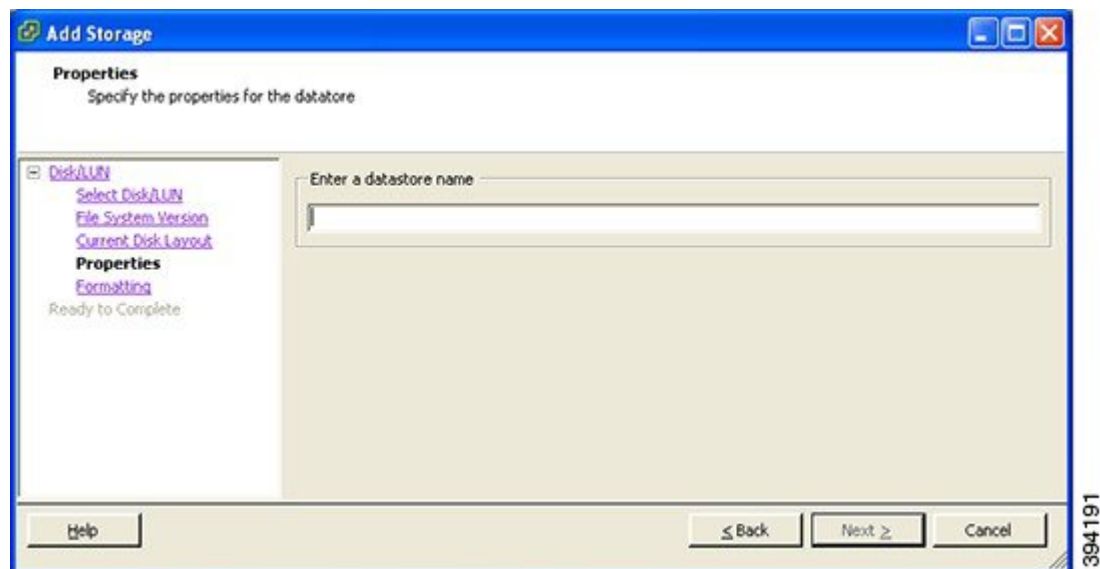 Add Storage
Properties
Specify the properties for the datatore
Disk/LUN
Select Disk/LUN
File System Version
Current Disk Layout
Properties
Formatting
Ready to Complete
Enter a datastore name
Help
< Back
Next >
Cancel
394191